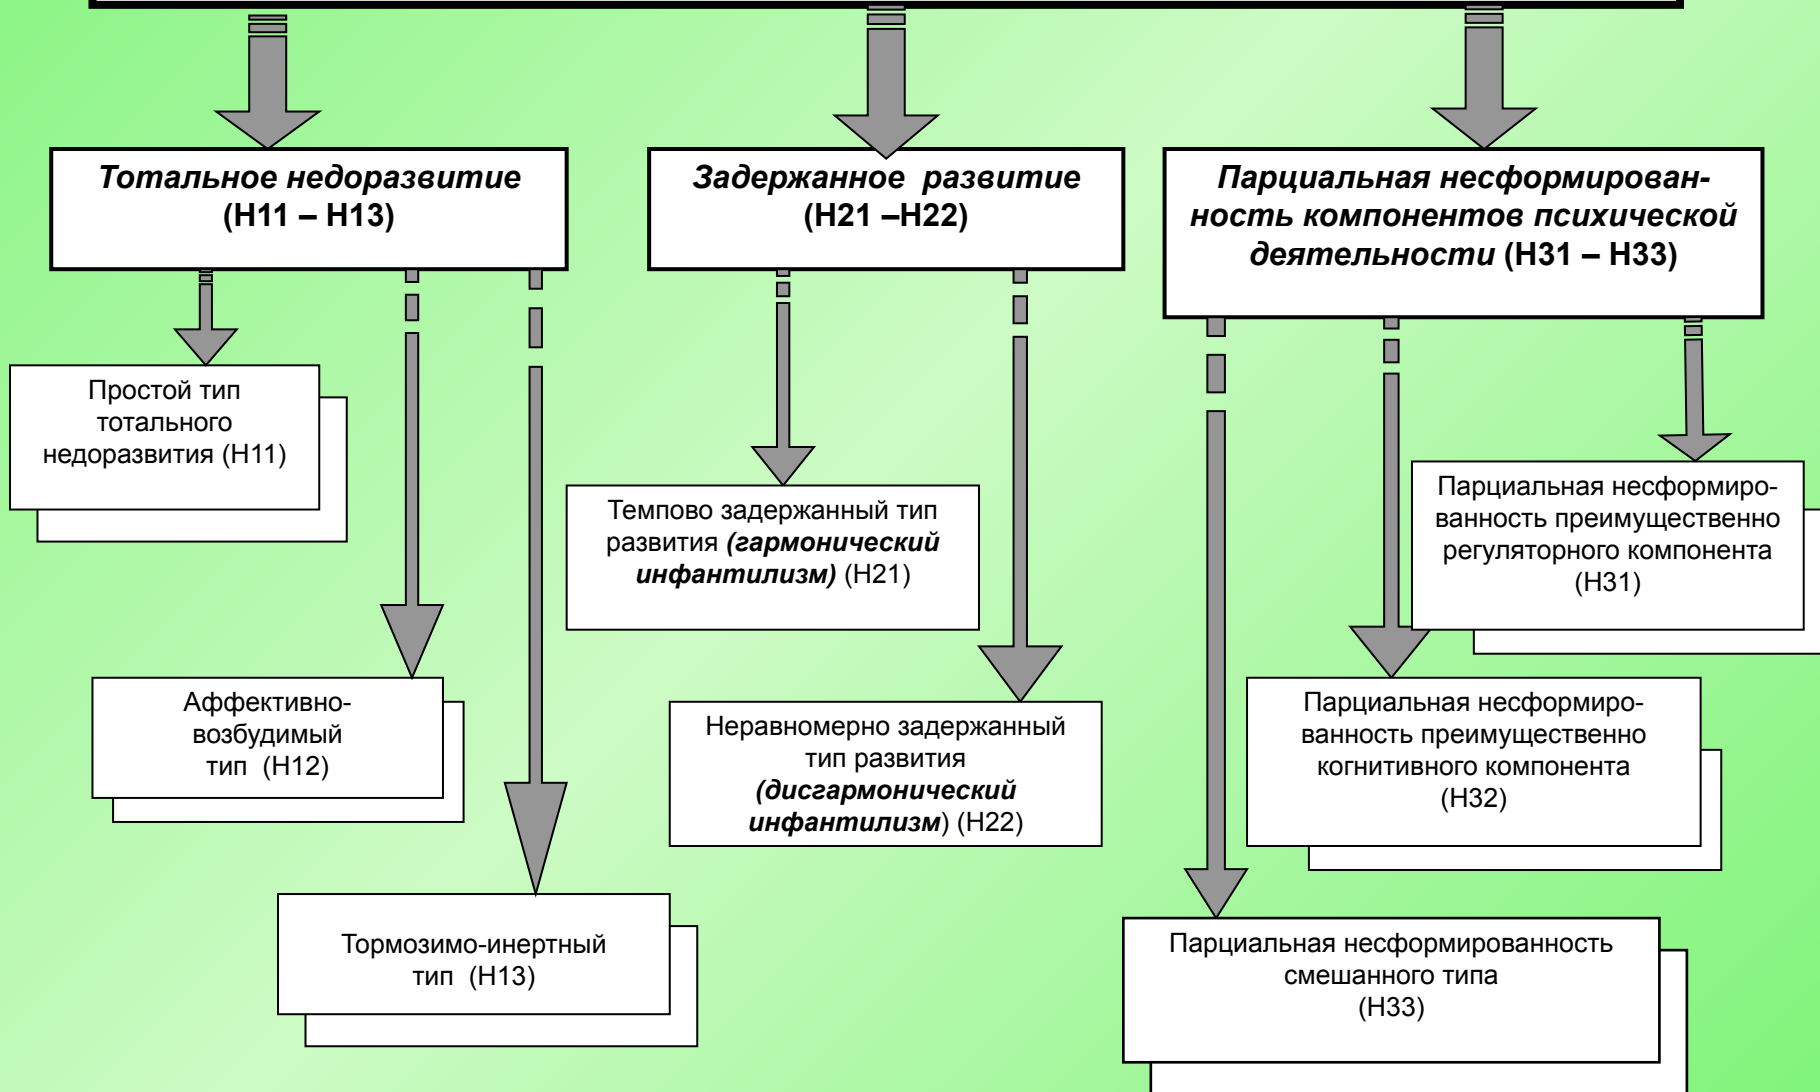 Тотальное недоразвитие
(Н11 – Н13)
Задержанное развитие
(Н21 –Н22)
Парциальная несформирован-
ность компонентов психической
деятельности (Н31 – Н33)
Простой тип
тотального
недоразвития (Н11)
Темпово задержанный тип
развития (гармонический
инфантилизм) (Н21)
Парциальная несформиро-
ванность преимущественно
регуляторного компонента
(Н31)
Аффективно-
возбудимый
тип (Н12)
Неравномерно задержанный
тип развития
(дисгармонический
инфантилизм) (Н22)
Парциальная несформиро-
ванность преимущественно
когнитивного компонента
(Н32)
Тормозимо-инертный
тип (Н13)
Парциальная несформированность
смешанного типа
(Н33)